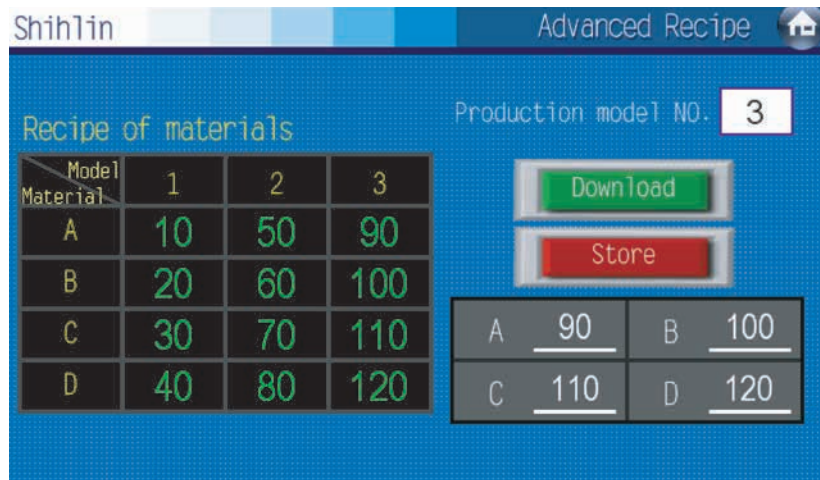 Shihlin
Advanced Recipe
Recipe of materials
Production model NO. 3
Model
Material
1 2 3
A 10 50 90
B 20 60 100
C 30 70 110
D 40 80 120
Download
Store
A 90 B 100
C 110 D 120